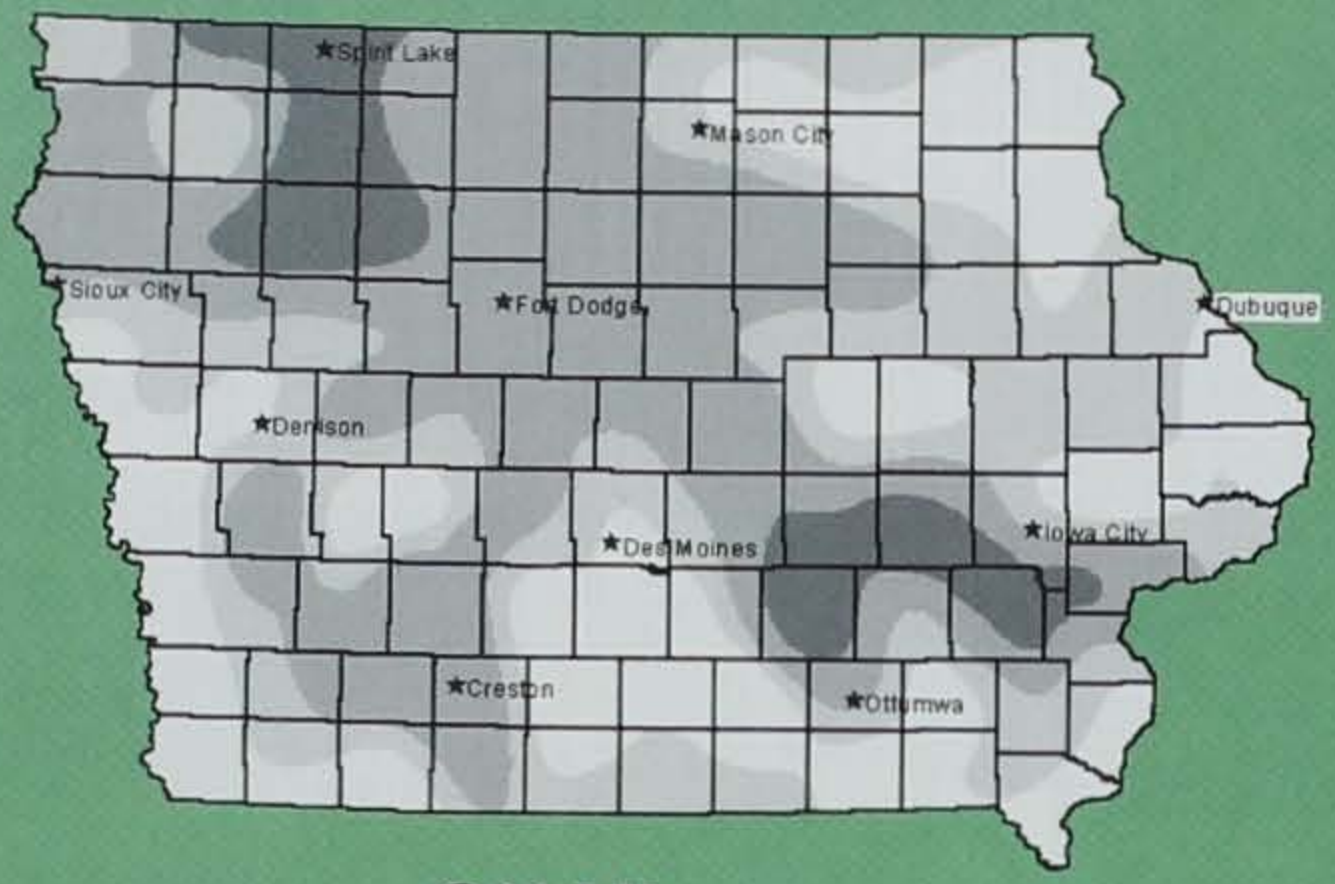 Spirit Lake
Mason City
Sioux City
Fort Dodge
Dubuque
Denison
Iowa City
Des Moines
Creston
Ottumwa